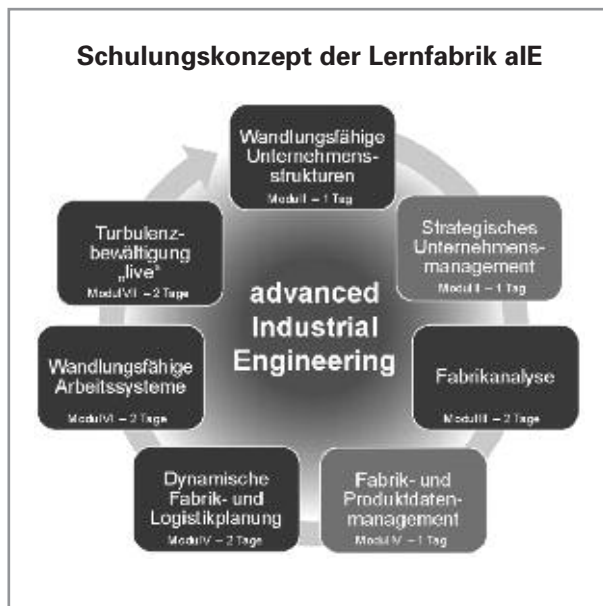 Schulungskonzept der Lernfabrik aIE
Wandlungsfähige
Unternehmens-
strukturen
Modul I – 1 Tag
Strategisches
Unternehmens-
management
Modul II – 1 Tag
Fabrikanalyse
Modul III – 2 Tage
Fabrik- und
Produktdaten-
management
Modul IV – 1 Tag
Dynamische
Fabrik- und
Logistikplanung
Modul V – 2 Tage
Wandlungsfähige
Arbeitssysteme
Modul VI – 2 Tage
Turbulenz-
bewältigung
„live“
Modul VII – 2 Tage
advanced
Industrial
Engineering